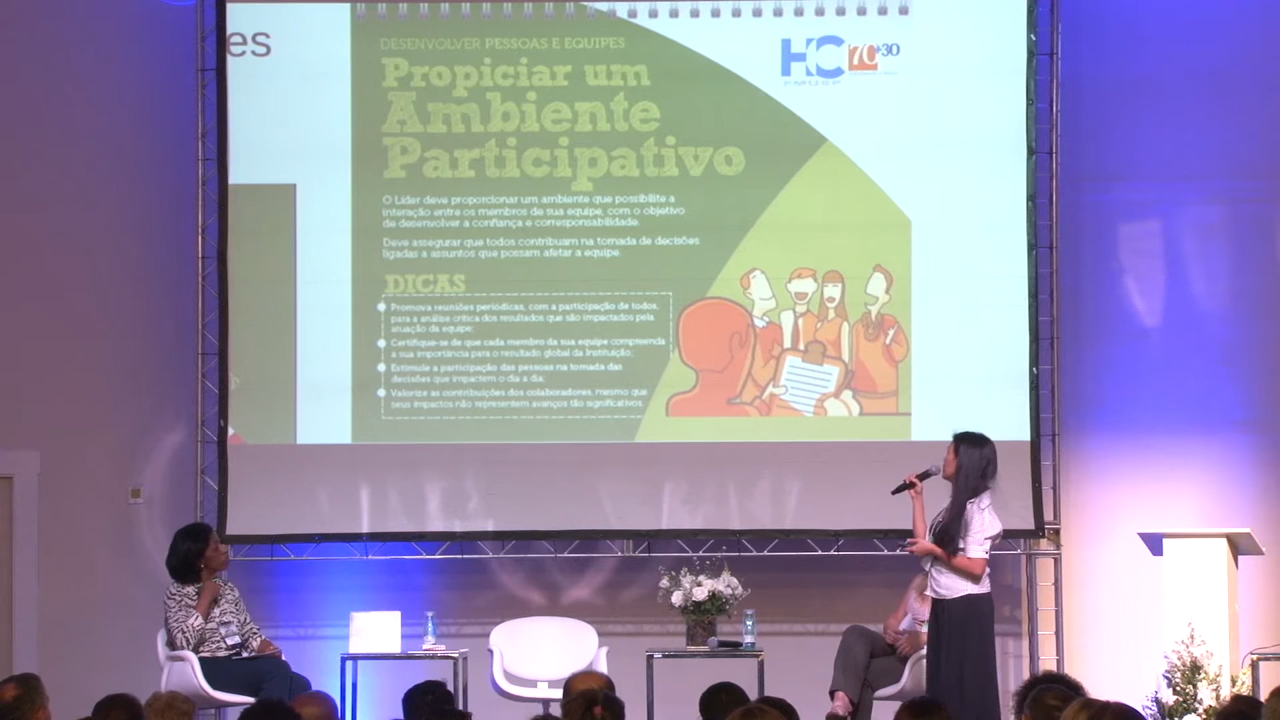 es
DESENVOLVER PESSOAS E EQUIPES
Propiciar um
Ambiente
Participativo
HC
70+30
FMUSP
O Líder deve proporcionar um ambiente que possibilite a
interação entre os membros de sua equipe, com o objetivo
de desenvolver a confiança e corresponsabilidade.
Deve assegurar que todos contribuam na tomada de decisões
ligadas a assuntos que possam afetar a equipe.
DICAS
Promova reuniões periódicas, com a participação de todos,
para a análise crítica dos resultados que são impactados pela
atuação da equipe;
Certifique-se de que cada membro da sua equipe compreenda
a sua importância para o resultado global da Instituição;
Estimule a participação das pessoas na tomada das
decisões que impactem o dia a dia;
Valorize as contribuições dos colaboradores, mesmo que
seus impactos não representem avanços tão significativos.